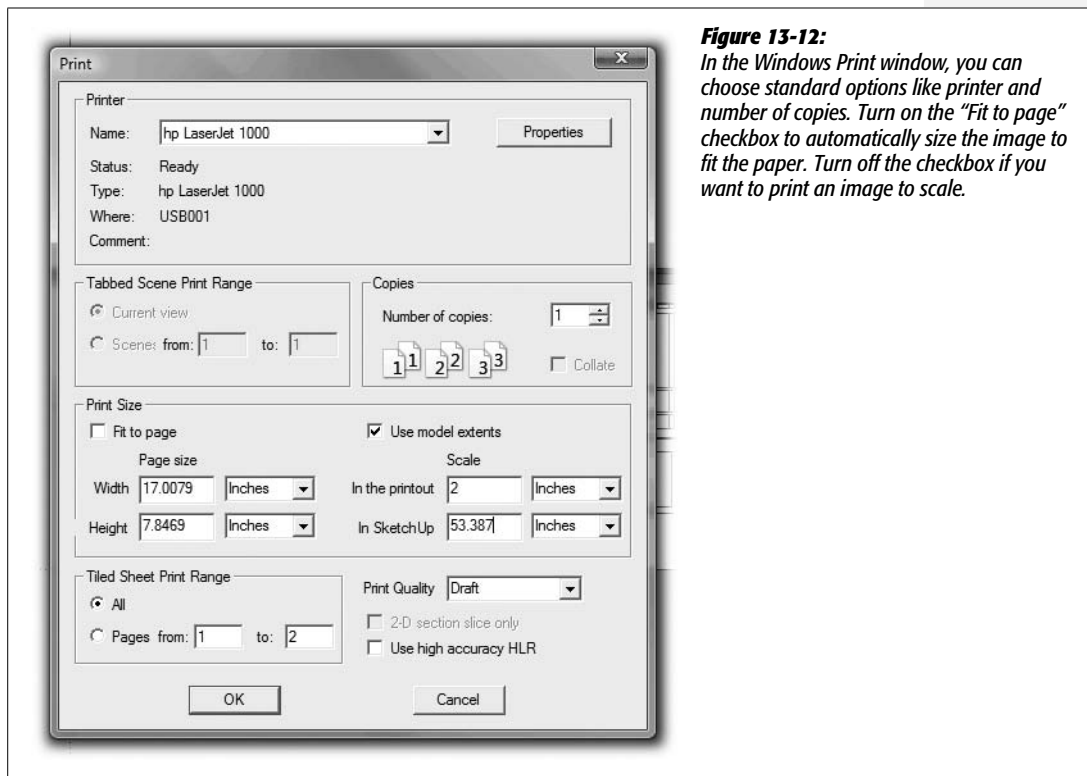 Figure 13-12:
In the Windows Print window, you can
choose standard options like printer and
number of copies. Turn on the “Fit to page”
checkbox to automatically size the image to
fit the paper. Turn off the checkbox if you
want to print an image to scale.
Print
Printer
Name: hp LaserJet 1000 Properties
Status: Ready
Type: hp LaserJet 1000
Where: USB001
Comment:
Tabbed Scene Print Range
Current view
Scenes from: 1 to: 1
Copies
Number of copies: 1
1 1 2 2 3 3 Collate
Print Size
Fit to page Use model extents
Page size Scale
Width 17.0079 Inches In the printout 2 Inches
Height 7.8469 Inches In SketchUp 53.387 Inches
Tiled Sheet Print Range
All
Pages from: 1 to: 2
Print Quality Draft
2-D section slice only
Use high accuracy HLR
OK Cancel